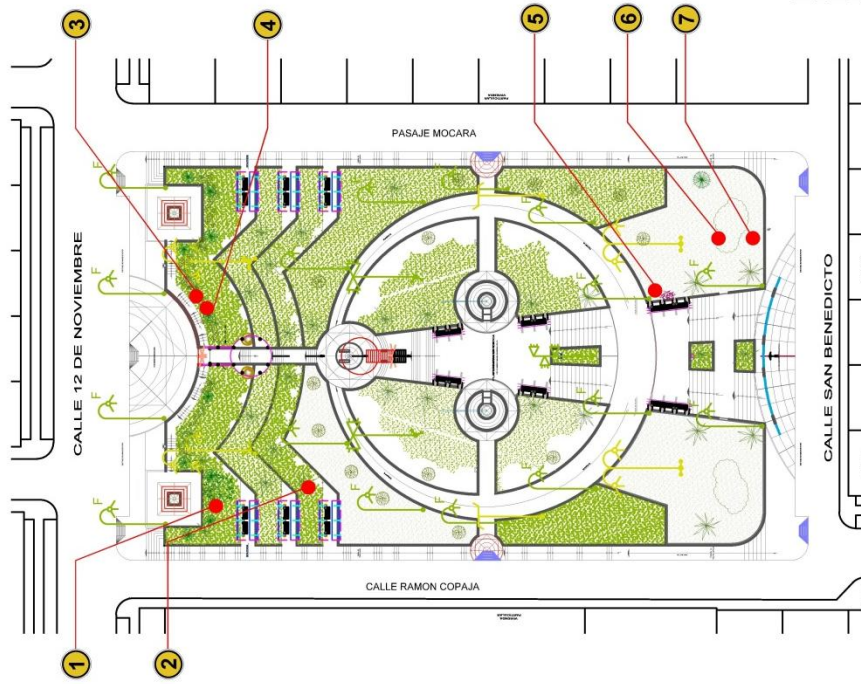 3
4
5
6
7
PASAJE MOCARA
CALLE 12 DE NOVIEMBRE
CALLE SAN BENEDICTO
CALLE RAMON COPAJA
1
2
F
F
F
F